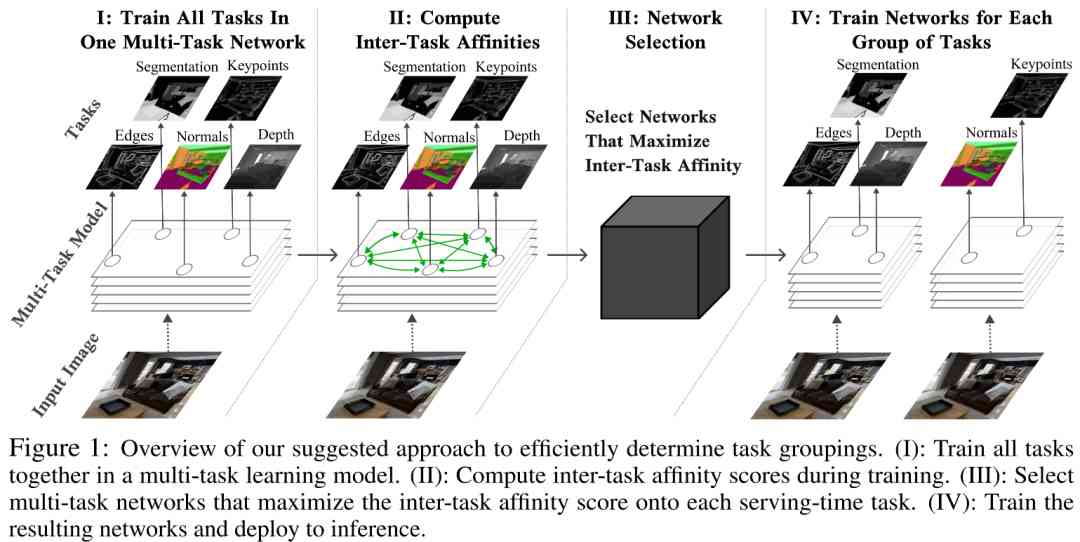 I: Train All Tasks In
One Multi-Task Network
II: Compute
Inter-Task Affinities
III: Network
Selection
IV: Train Networks for Each
Group of Tasks
Tasks
Multi-Task Model
Input Image
Segmentation
Keypoints
Edges
Normals
Depth
Segmentation
Keypoints
Edges
Normals
Depth
Select Networks
That Maximize
Inter-Task Affinity
Segmentation
Keypoints
Edges
Depth
Normals
Figure 1: Overview of our suggested approach to efficiently determine task groupings. (I): Train all tasks
together in a multi-task learning model. (II): Compute inter-task affinity scores during training. (III): Select
multi-task networks that maximize the inter-task affinity score onto each serving-time task. (IV): Train the
resulting networks and deploy to inference.